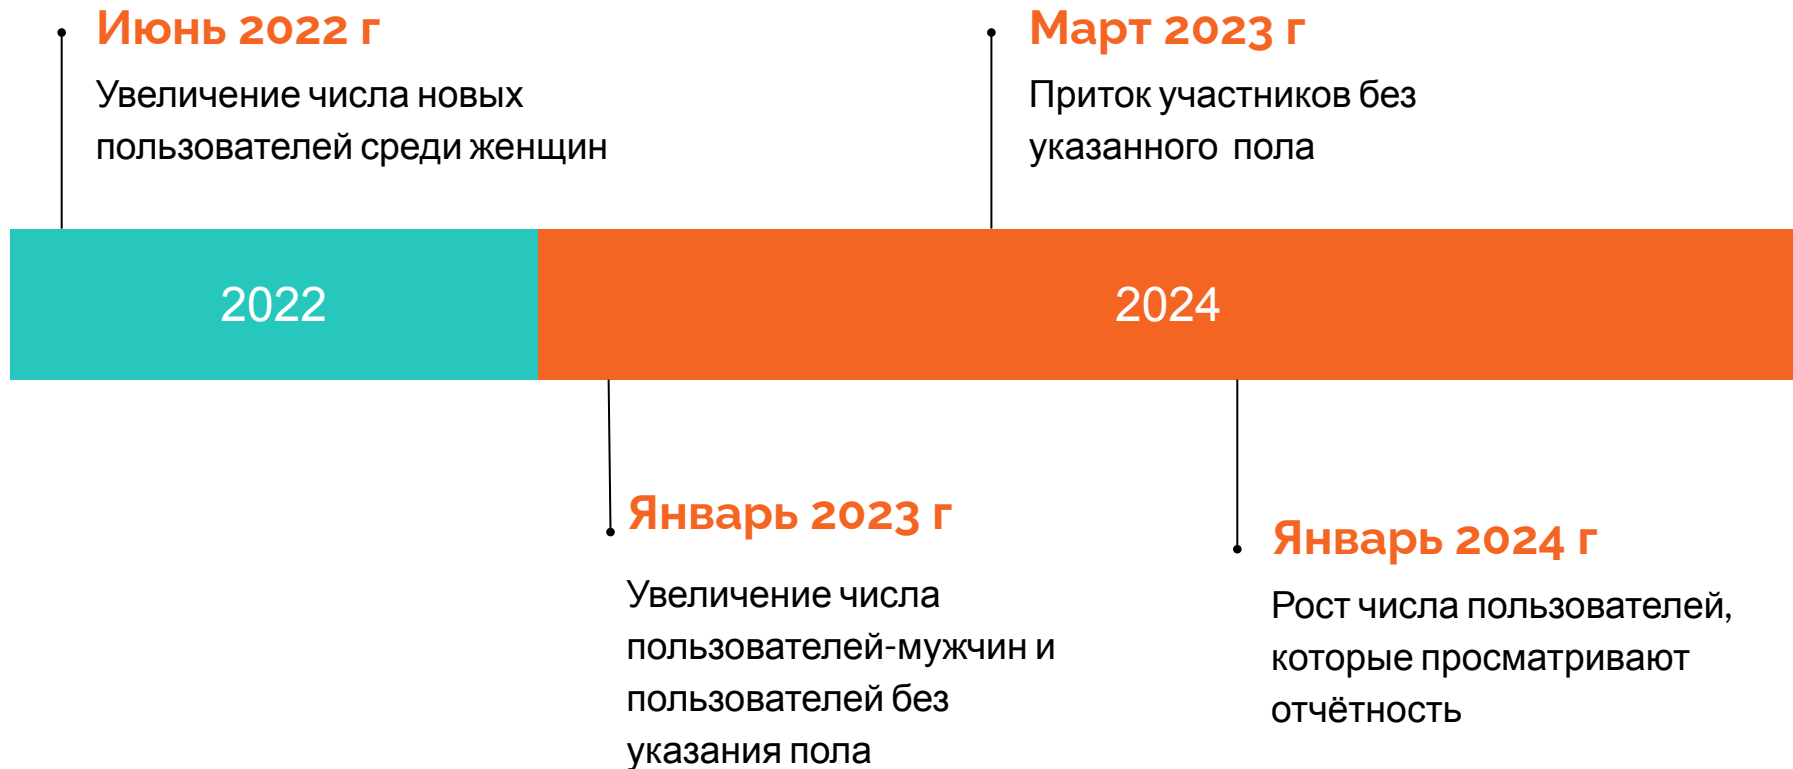 Июнь 2022 г
Увеличение числа новых
пользователей среди женщин
Март 2023 г
Приток участников без
указанного пола
2022
2024
Январь 2023 г
Увеличение числа
пользователей-мужчин и
пользователей без
указания пола
Январь 2024 г
Рост числа пользователей,
которые просматривают
отчётность